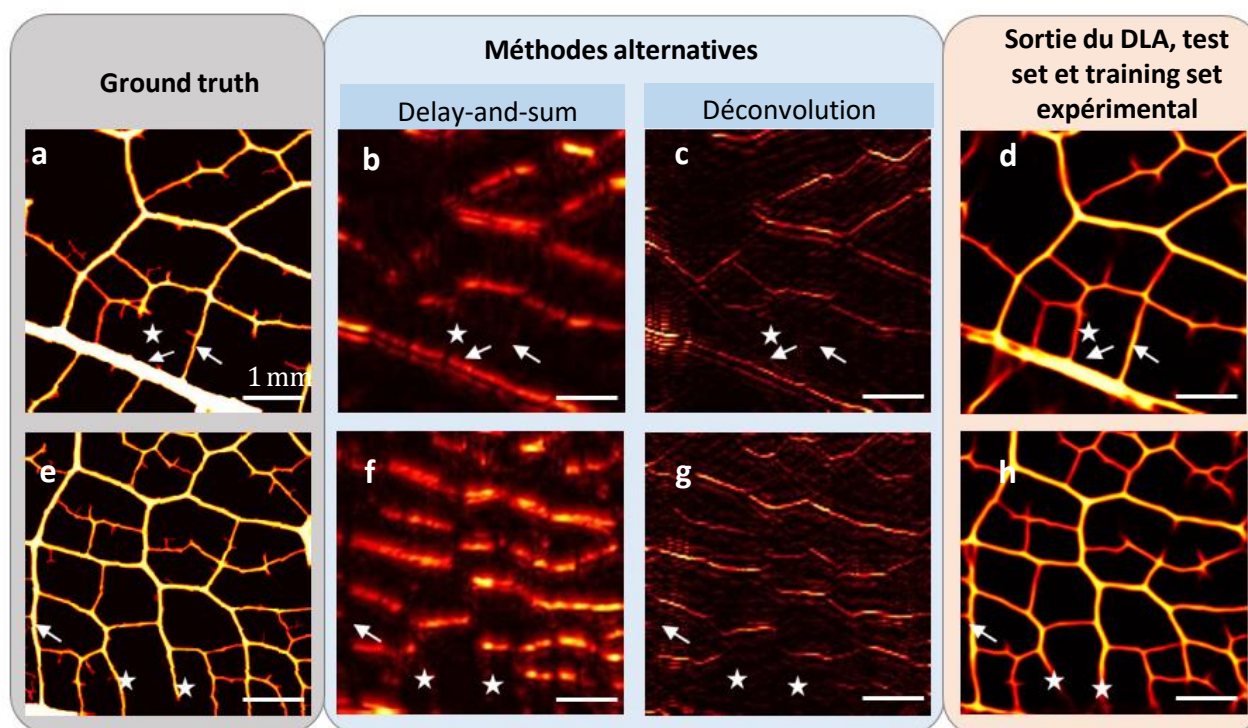 Ground truth
Méthodes alternatives
Delay-and-sum
Déconvolution
Sortie du DLA, test
set et training set
expérimental
a
b
c
d
1 mm
e
f
g
h